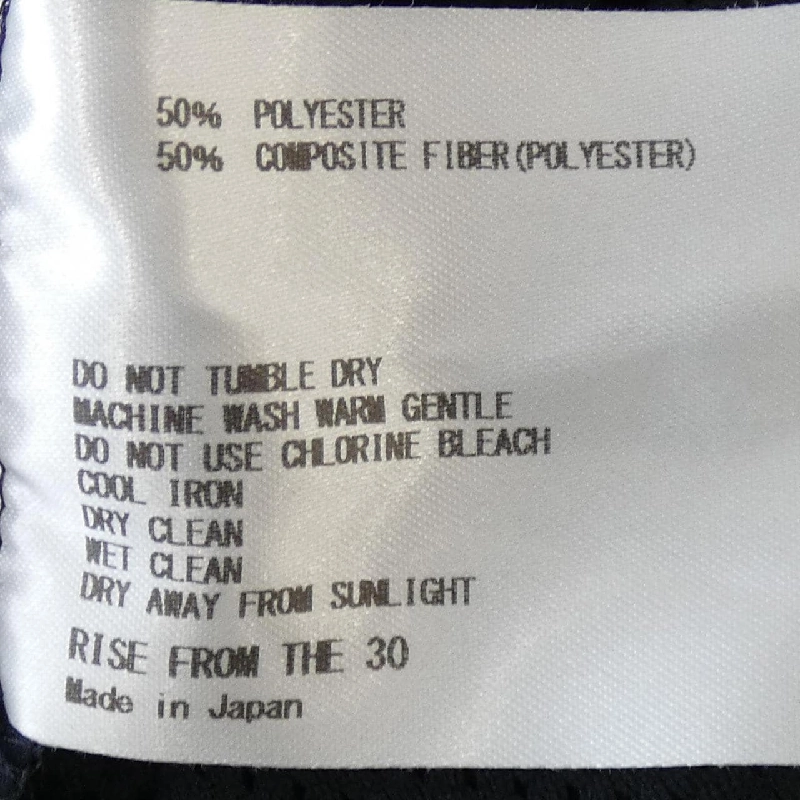 50% POLYESTER
50% COMPOSITE FIBER(POLYESTER)
DO NOT TUMBLE DRY
MACHINE WASH WARM GENTLE
DO NOT USE CHLORINE BLEACH
COOL IRON
DRY CLEAN
WET CLEAN
DRY AWAY FROM SUNLIGHT
RISE FROM THE 30
Made in Japan